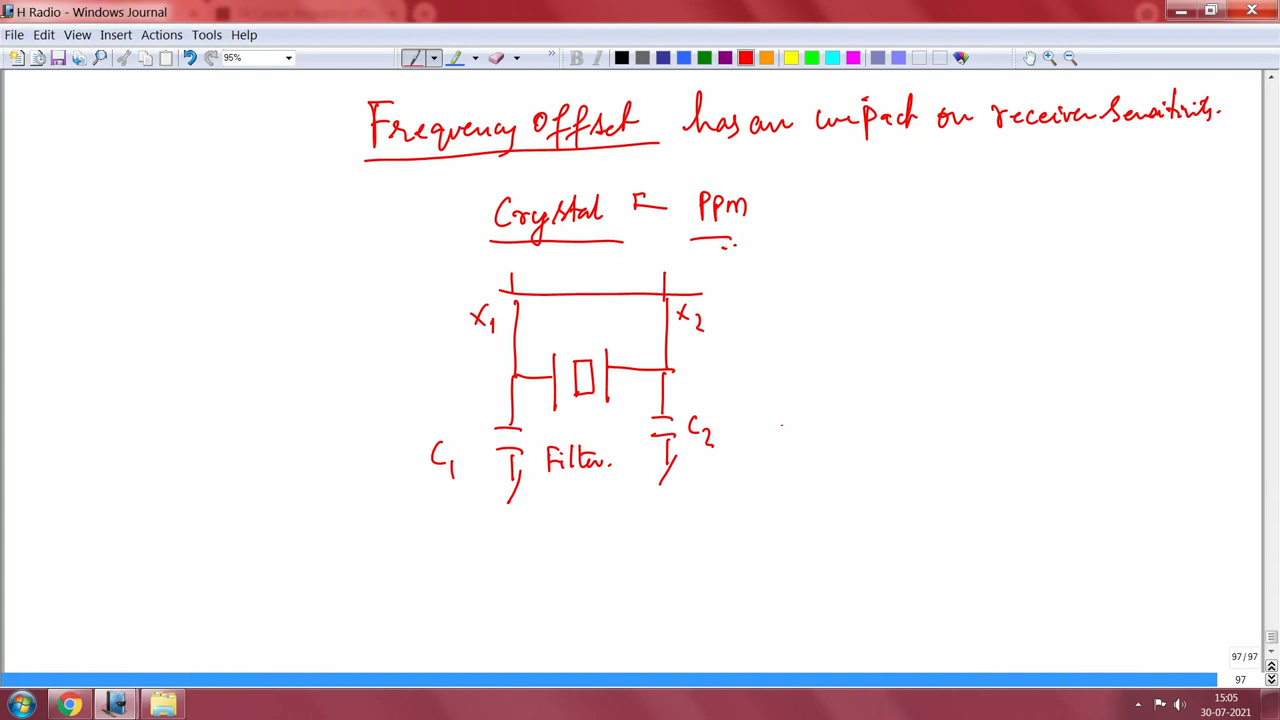 H Radio - Windows Journal
File Edit View Insert Actions Tools Help
95%
B I
Frequency Offset has an impact on receiver sensitivity.
Crystal PPM
X1 X2
C1 Filter. C2
97/97
97
15:05
30-07-2021